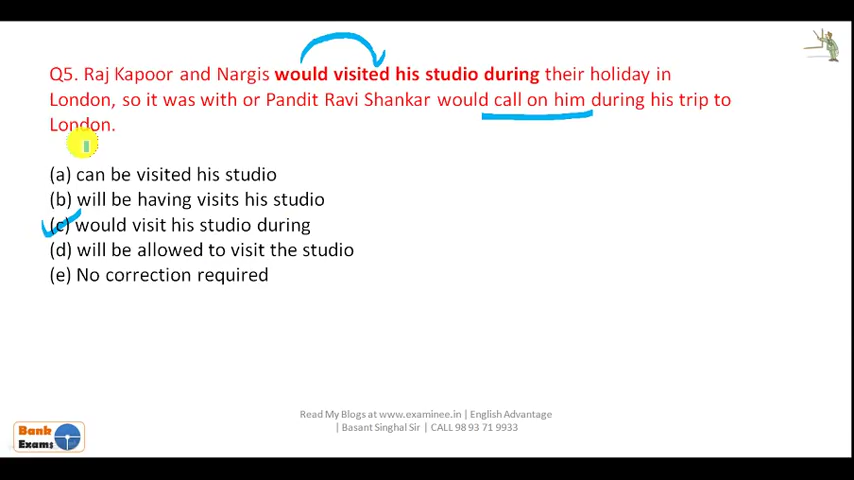 Q5. Raj Kapoor and Nargis would visited his studio during their holiday in
London, so it was with or Pandit Ravi Shankar would call on him during his trip to
London.
(a) can be visited his studio
(b) will be having visits his studio
(c) would visit his studio during
(d) will be allowed to visit the studio
(e) No correction required
Read My Blogs at www.examinee.in | English Advantage
| Basant Singhal Sir | CALL 98 93 71 9933
Bank
Exams